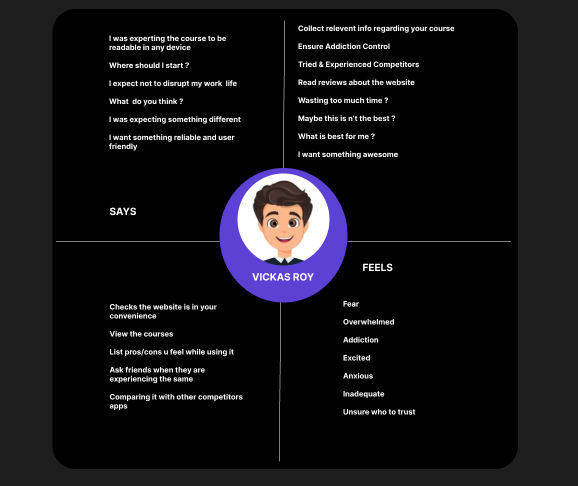 I was experting the course to be
readable in any device
Where should I start ?
I expect not to disrupt my work life
What do you think ?
I was expecting something different
I want something reliable and user
friendly
SAYS
Collect relevent info regarding your course
Ensure Addiction Control
Tried & Experienced Competitors
Read reviews about the website
Wasting too much time ?
Maybe this is n't the best ?
What is best for me ?
I want something awesome
VICKAS ROY
Checks the website is in your
convenience
View the courses
List pros/cons u feel while using it
Ask friends when they are
experiencing the same
Comparing it with other competitors
apps
FEELS
Fear
Overwhelmed
Addiction
Excited
Anxious
Inadequate
Unsure who to trust